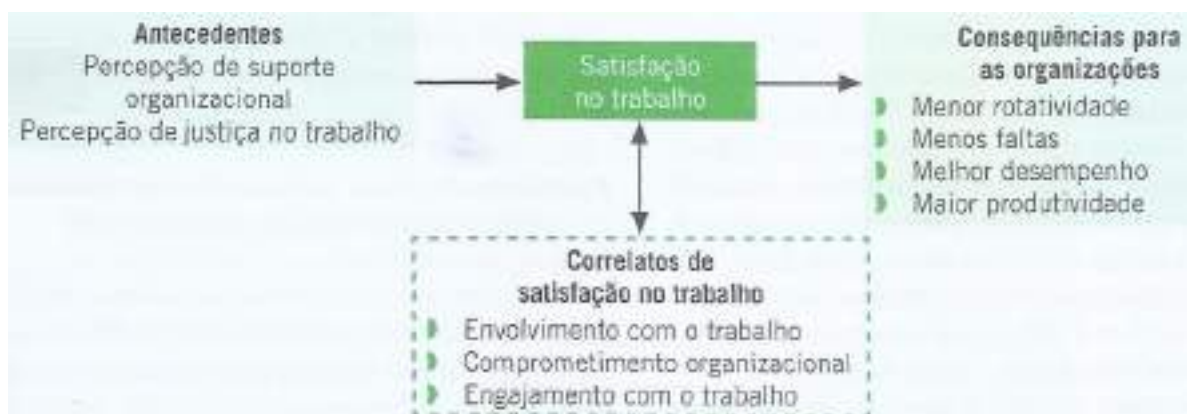 Antecedentes
Percepção de suporte
organizacional
Percepção de justiça no trabalho
Satisfação
no trabalho
Consequências para
as organizações
Menor rotatividade
Menos faltas
Melhor desempenho
Maior produtividade
Correlatos de
satisfação no trabalho
Envolvimento com o trabalho
Comprometimento organizacional
Engajamento com o trabalho